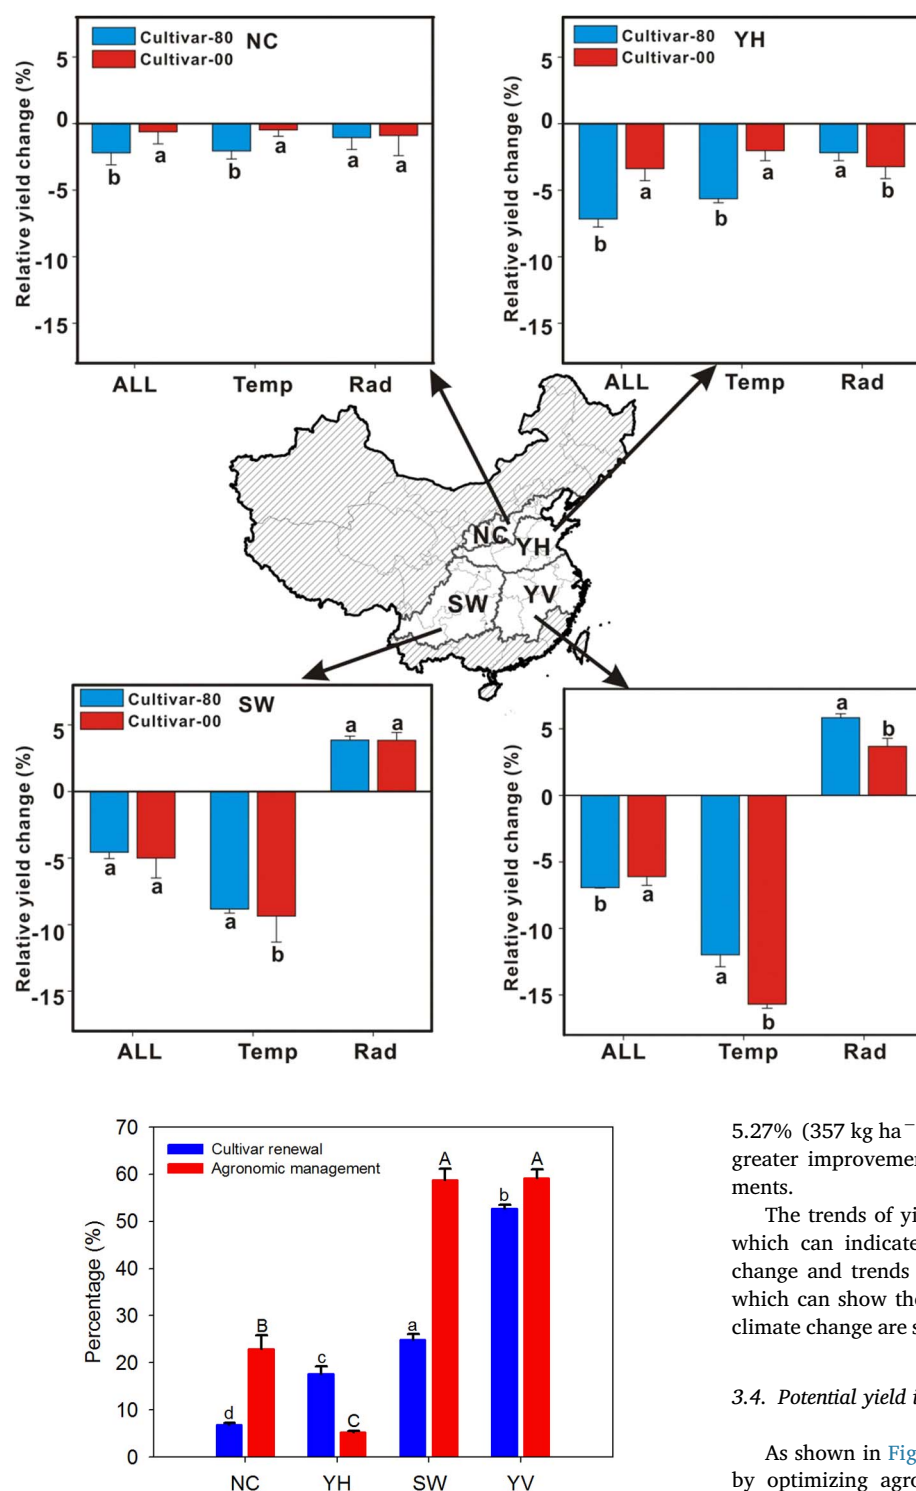 Cultivar-80 NC
Cultivar-00
Relative yield change (%)
5
0
-5
-10
-15
b
a
b
a
a
a
ALL Temp Rad
Cultivar-80 YH
Cultivar-00
Relative yield change (%)
5
0
-5
-10
-15
b
a
b
a
a
b
ALL Temp Rad
NC
YH
SW
YV
Cultivar-80 SW
Cultivar-00
Relative yield change (%)
5
0
-5
-10
-15
a
a
a
b
a
a
ALL Temp Rad
Relative yield change (%)
5
0
-5
-10
-15
b
a
a
b
a
b
ALL Temp Rad
Cultivar renewal
Agronomic management
Percentage (%)
70
60
50
40
30
20
10
0
d
B
c
C
a
A
b
A
NC YH SW YV
5.27% (357 kg ha−
greater improvemen
ments.
The trends of yi
which can indicate
change and trends
which can show the
climate change are s
3.4. Potential yield i
As shown in Fig
by optimizing agro